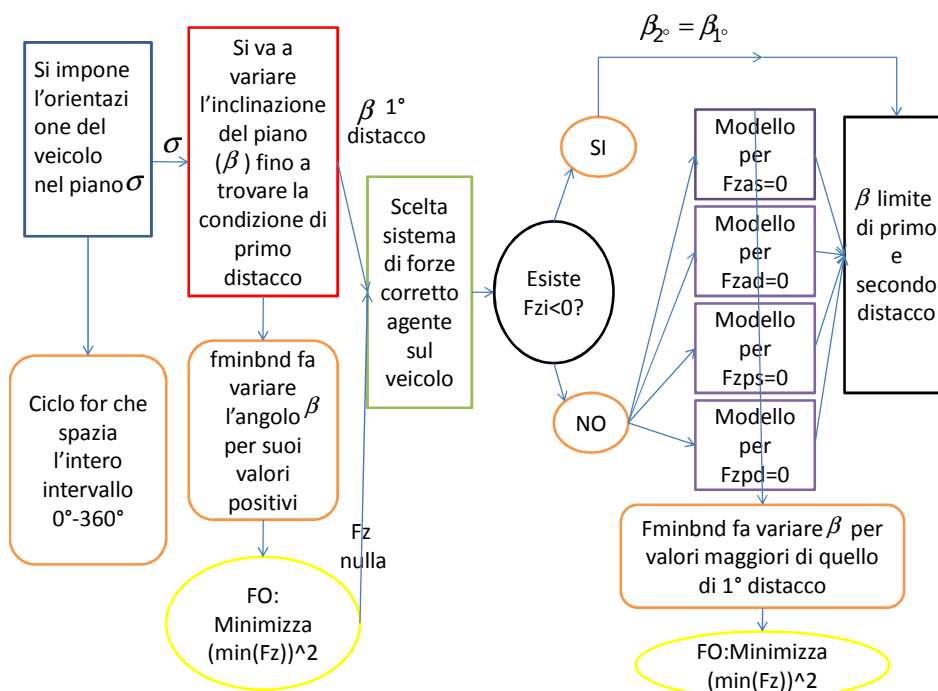 Si impone
l'orientazi
one del
veicolo
nel piano σ
σ
Si va a
variare
l'inclinazione
del piano
(β) fino a
trovare la
condizione di
primo
distacco
β 1°
distacco
Ciclo for che
spazia
l'intero
intervallo
0°-360°
fminbnd fa
variare
l'angolo β
per suoi
valori
positivi
FO:
Minimizza
(min(Fz))^2
Fz
nulla
Scelta
sistema
di forze
corretto
agente
sul
veicolo
Esiste
Fzi<0?
SI
NO
β2° = β1°
Modello
per
Fzas=0
Modello
per
Fzad=0
Modello
per
Fzps=0
Modello
per
Fzpd=0
β limite
di primo
e
secondo
distacco
Fminbnd fa variare β per
valori maggiori di quello
di 1° distacco
FO:Minimizza
(min(Fz))^2